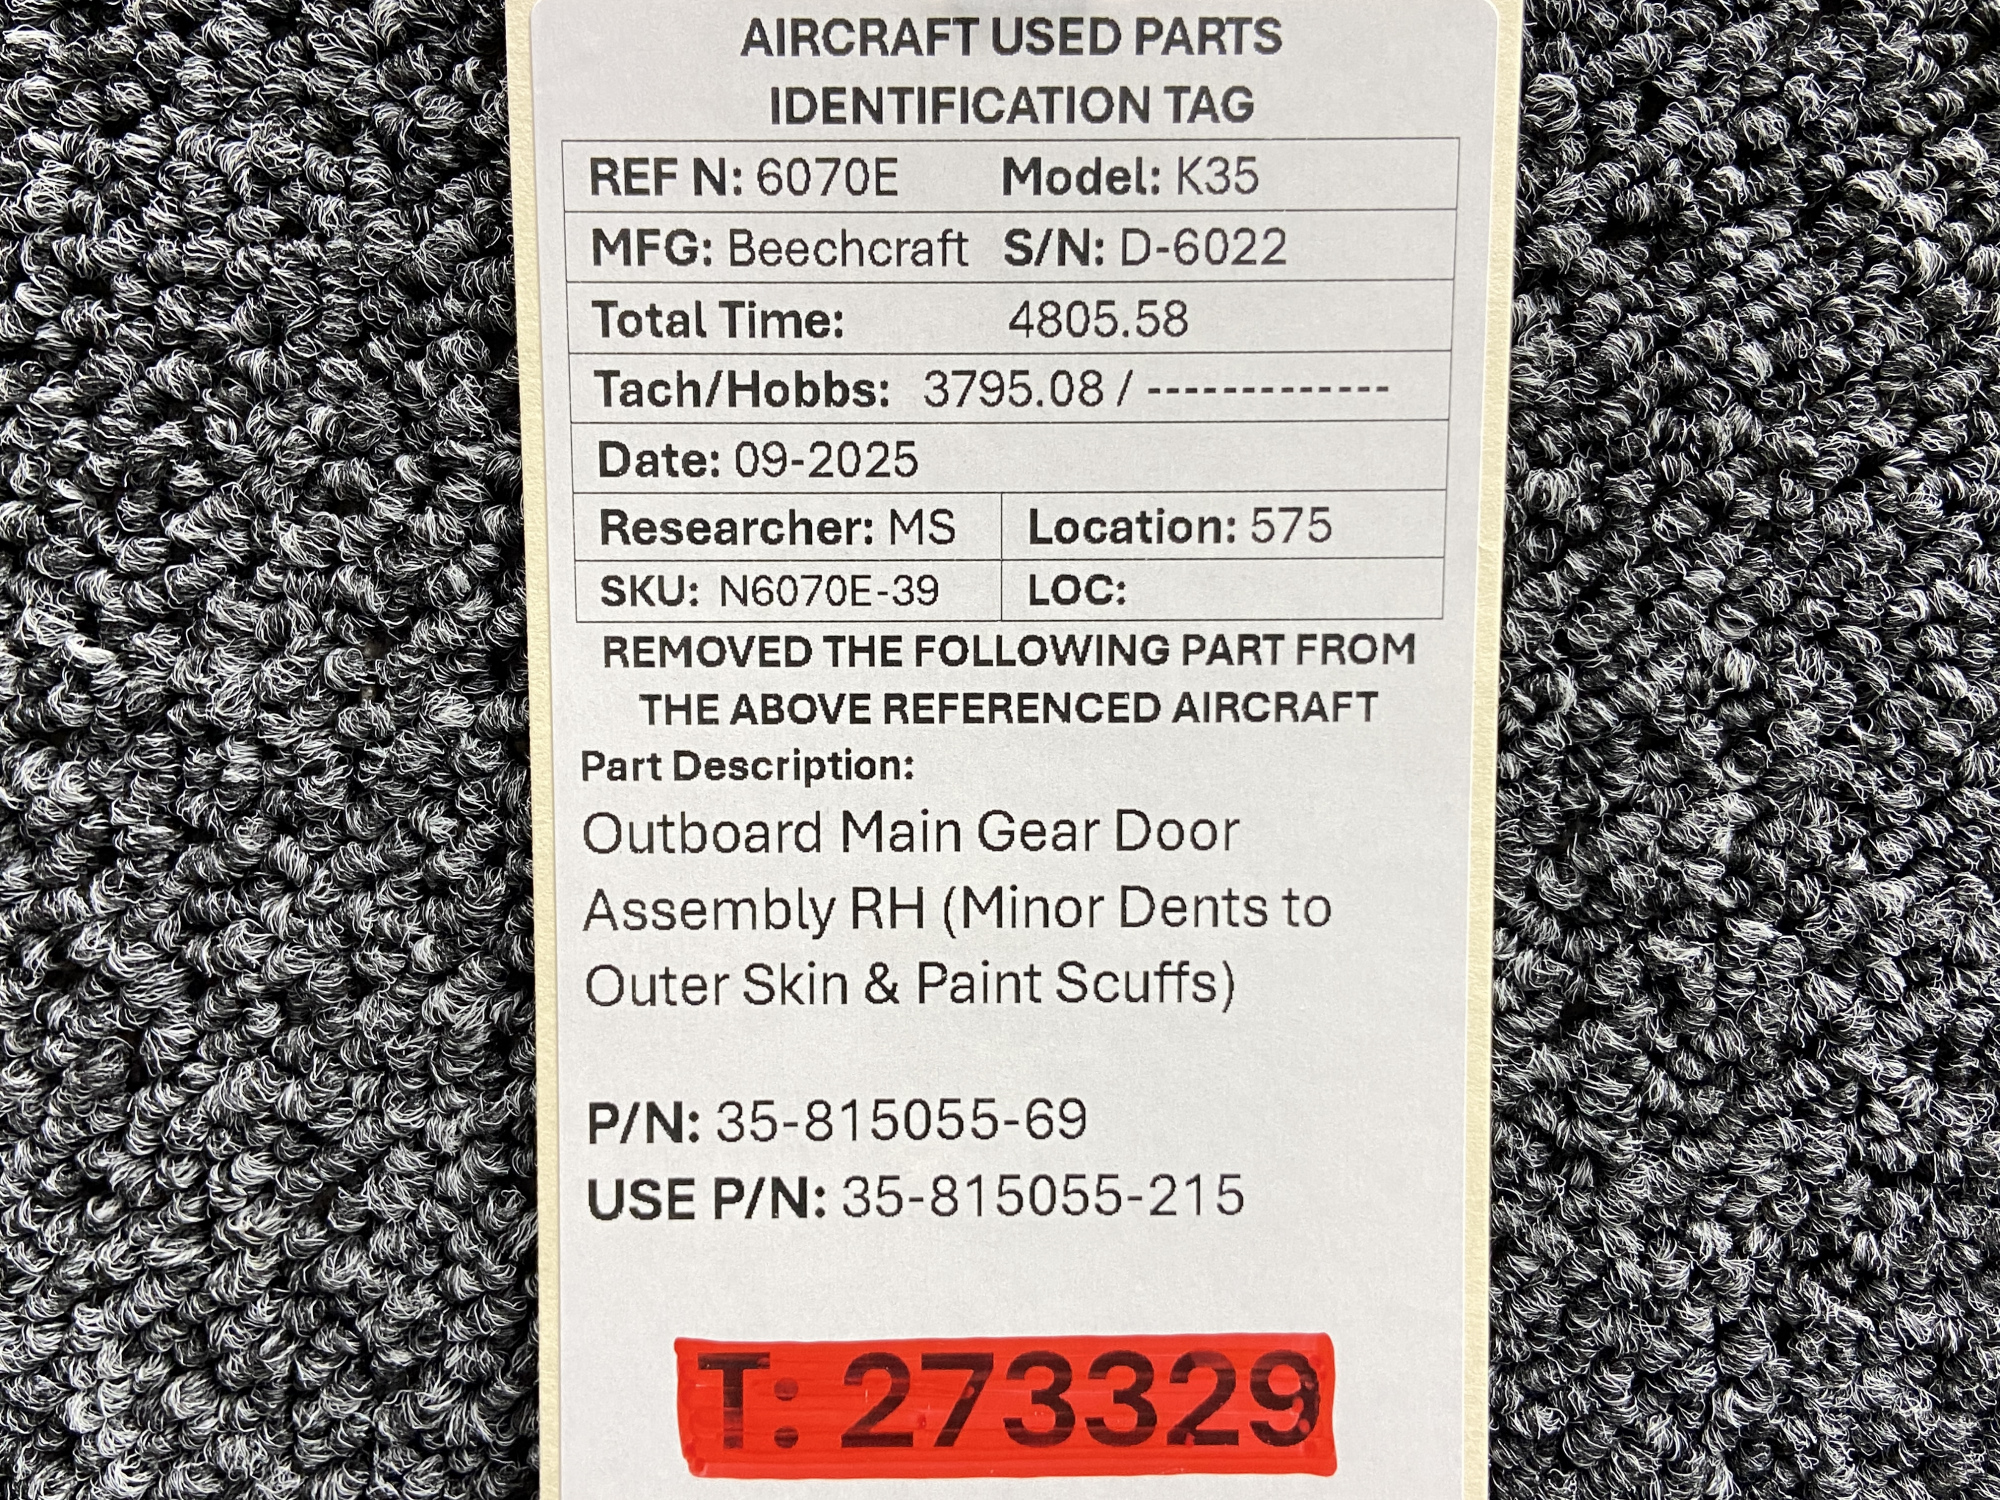 AIRCRAFT USED PARTS
IDENTIFICATION TAG
REF N: 6070E Model: K35
MFG: Beechcraft S/N: D-6022
Total Time: 4805.58
Tach/Hobbs: 3795.08 / -------------
Date: 09-2025
Researcher: MS Location: 575
SKU: N6070E-39 LOC:
REMOVED THE FOLLOWING PART FROM
THE ABOVE REFERENCED AIRCRAFT
Part Description:
Outboard Main Gear Door
Assembly RH (Minor Dents to
Outer Skin & Paint Scuffs)
P/N: 35-815055-69
USE P/N: 35-815055-215
T: 273329